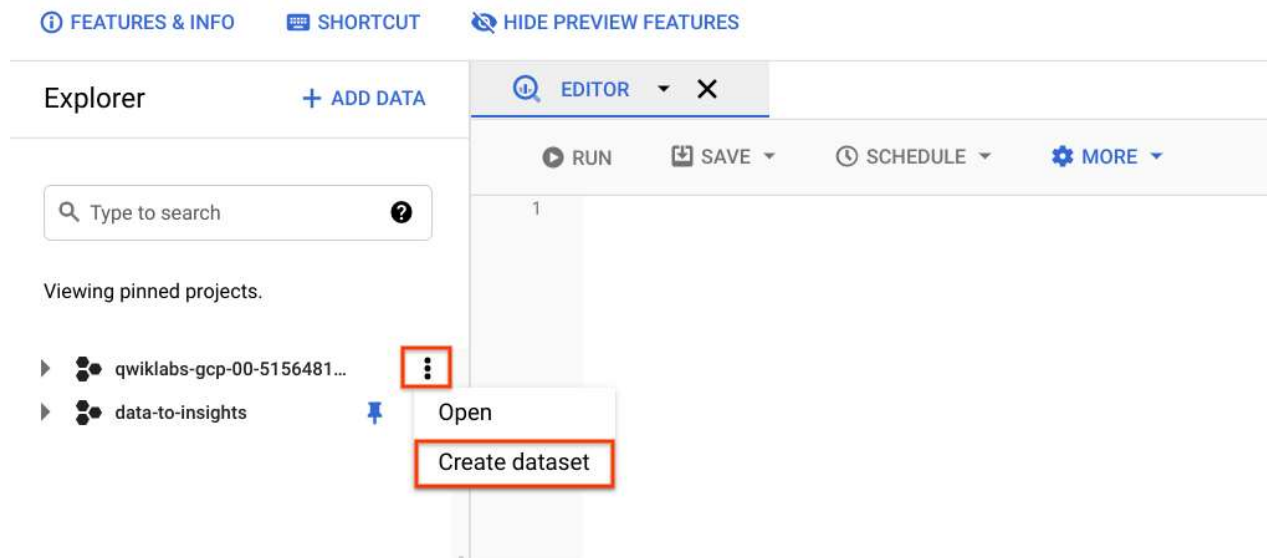 FEATURES & INFO SHORTCUT HIDE PREVIEW FEATURES
Explorer + ADD DATA
EDITOR
RUN SAVE SCHEDULE MORE
Type to search
1
Viewing pinned projects.
qwiklabs-gcp-00-5156481...
data-to-insights
Open
Create dataset